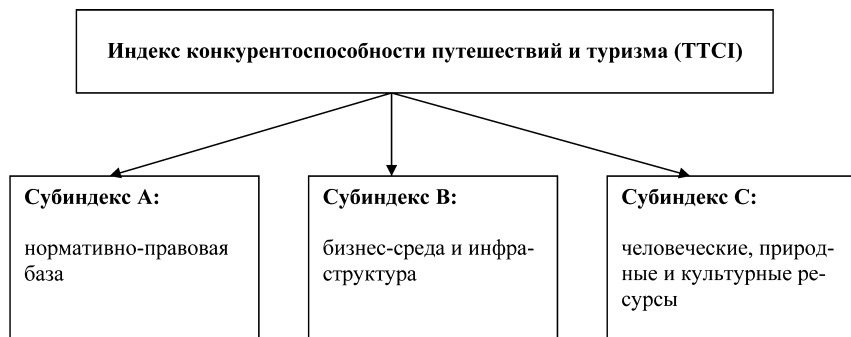 Индекс конкурентоспособности путешествий и туризма (TTCI)
Субиндекс A:
нормативно-правовая
база
Субиндекс B:
бизнес-среда и инфра-
структура
Субиндекс C:
человеческие, природ-
ные и культурные ре-
сурсы